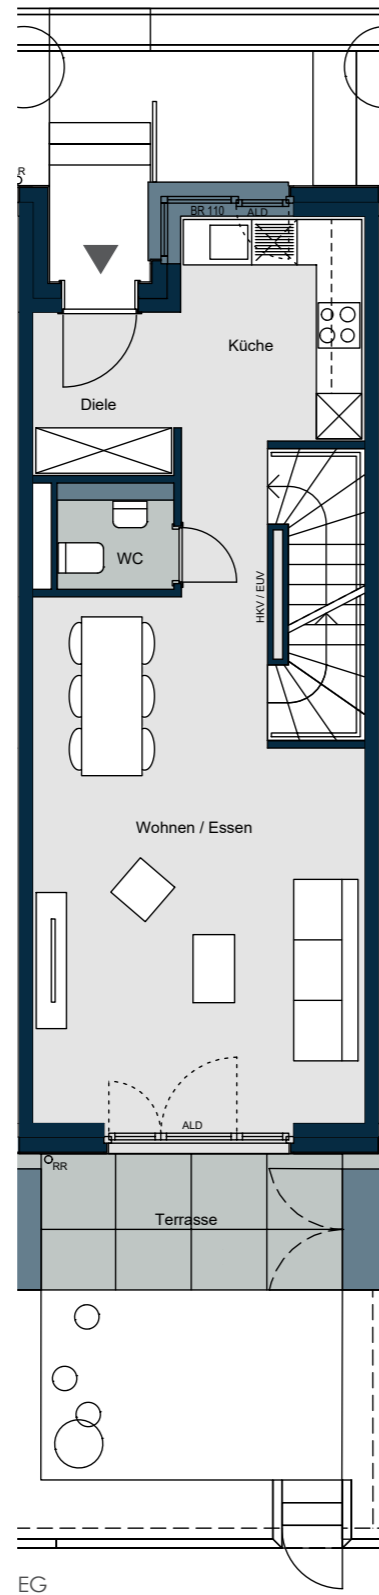 R
BR 110
ALD
Küche
Diele
WC
HKV / EUV
Wohnen / Essen
ALD
RR
Terrasse
EG